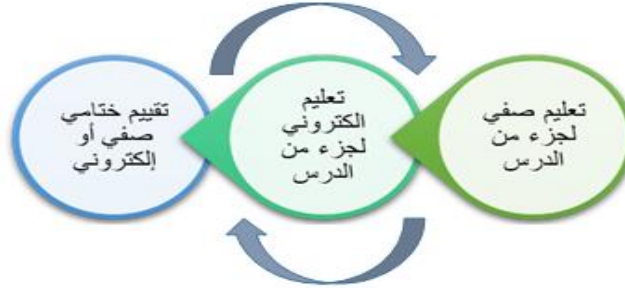 تعليم صفي
لجزء من
الدرس
تعليم
الكتروني
لجزء من
الدرس
تقييم ختامي
صفي أو
إلكتروني